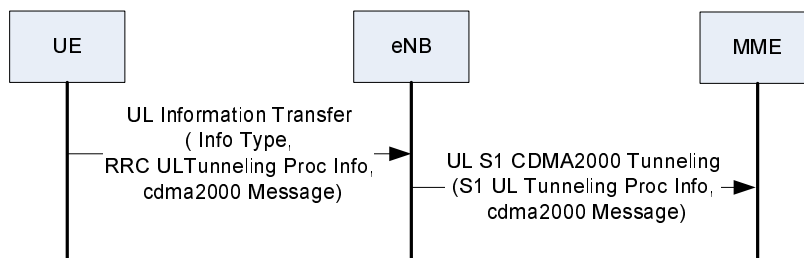 UE
eNB
MME
UL Information Transfer
( Info Type,
RRC ULTunneling Proc Info,
cdma2000 Message)
UL S1 CDMA2000 Tunneling
(S1 UL Tunneling Proc Info,
cdma2000 Message)